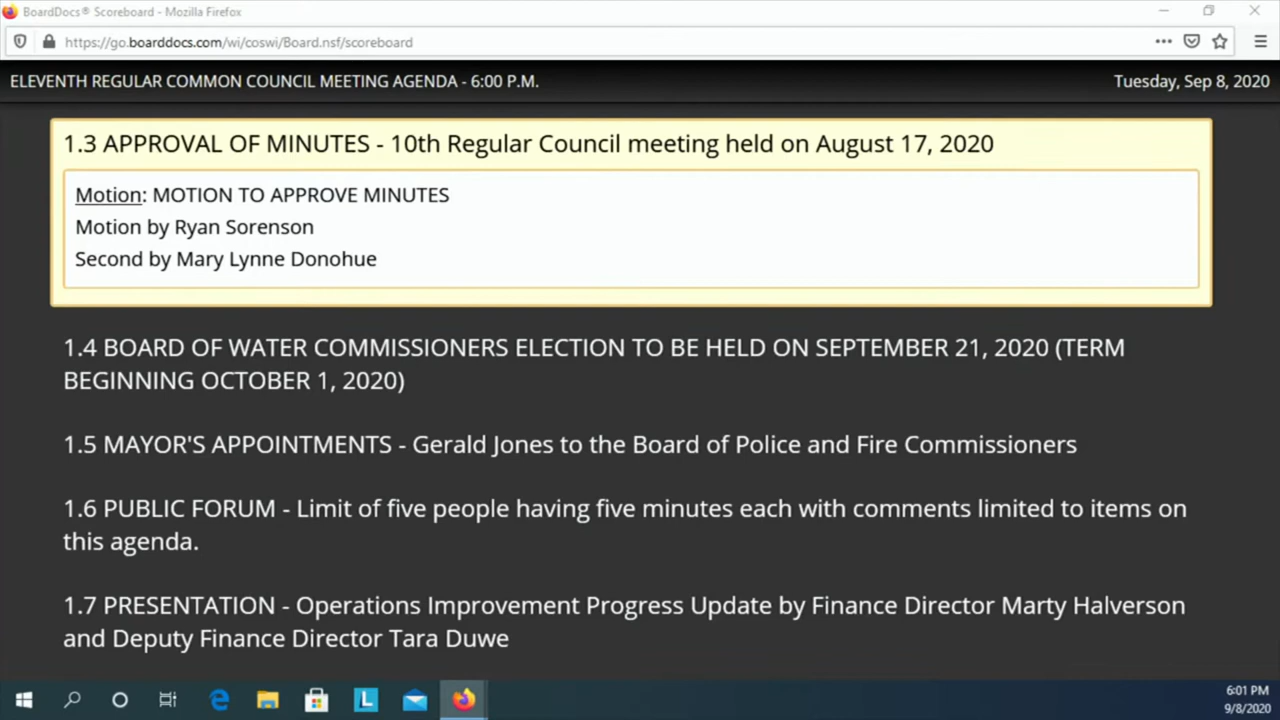 BoardDocs® Scoreboard - Mozilla Firefox
https://go.boarddocs.com/wi/coswi/Board.nsf/scoreboard
ELEVENTH REGULAR COMMON COUNCIL MEETING AGENDA - 6:00 P.M.
Tuesday, Sep 8, 2020
1.3 APPROVAL OF MINUTES - 10th Regular Council meeting held on August 17, 2020
Motion: MOTION TO APPROVE MINUTES
Motion by Ryan Sorenson
Second by Mary Lynne Donohue
1.4 BOARD OF WATER COMMISSIONERS ELECTION TO BE HELD ON SEPTEMBER 21, 2020 (TERM
BEGINNING OCTOBER 1, 2020)
1.5 MAYOR'S APPOINTMENTS - Gerald Jones to the Board of Police and Fire Commissioners
1.6 PUBLIC FORUM - Limit of five people having five minutes each with comments limited to items on
this agenda.
1.7 PRESENTATION - Operations Improvement Progress Update by Finance Director Marty Halverson
and Deputy Finance Director Tara Duwe
L
6:01 PM
9/8/2020